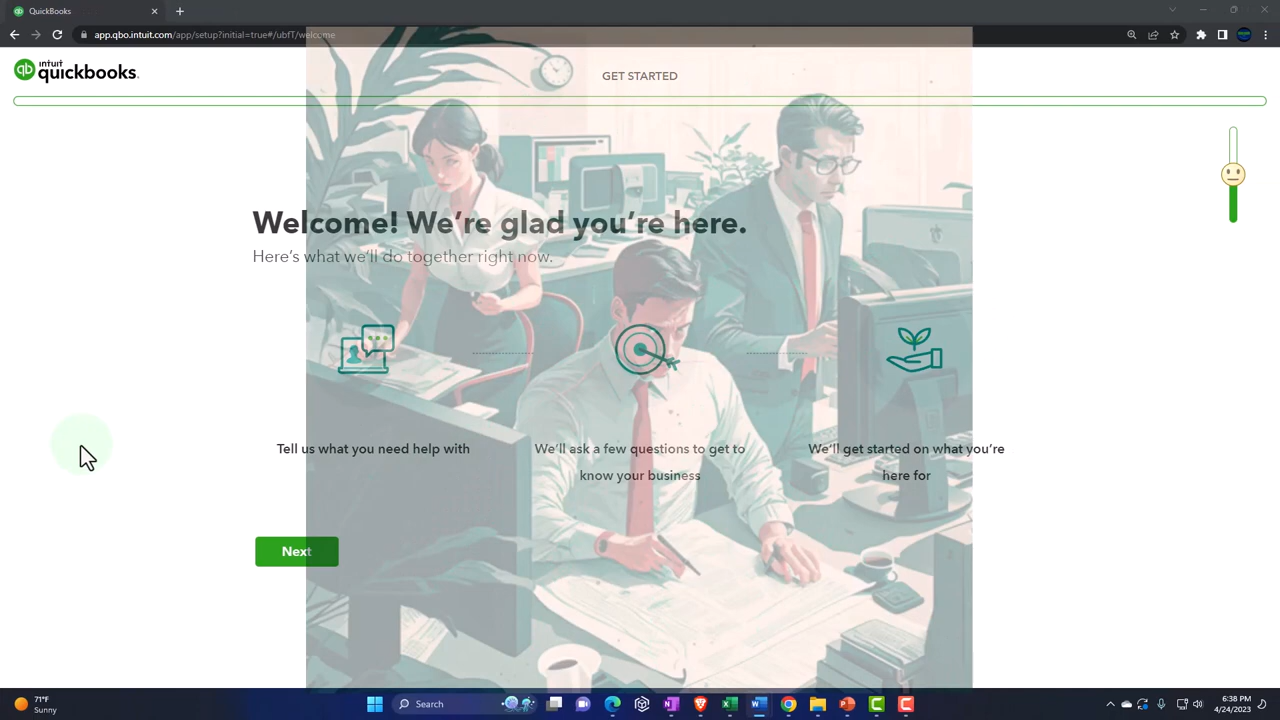 QuickBooks
app.qbo.intuit.com/app/setup?initial=true#/ubfT/welcome
intuit
quickbooks.
GET STARTED
Welcome! We're glad you're here.
Here's what we'll do together right now.
Tell us what you need help with
We'll ask a few questions to get to
know your business
We'll get started on what you're
here for
Next
71°F
Sunny
Search
6:38 PM
4/24/2023